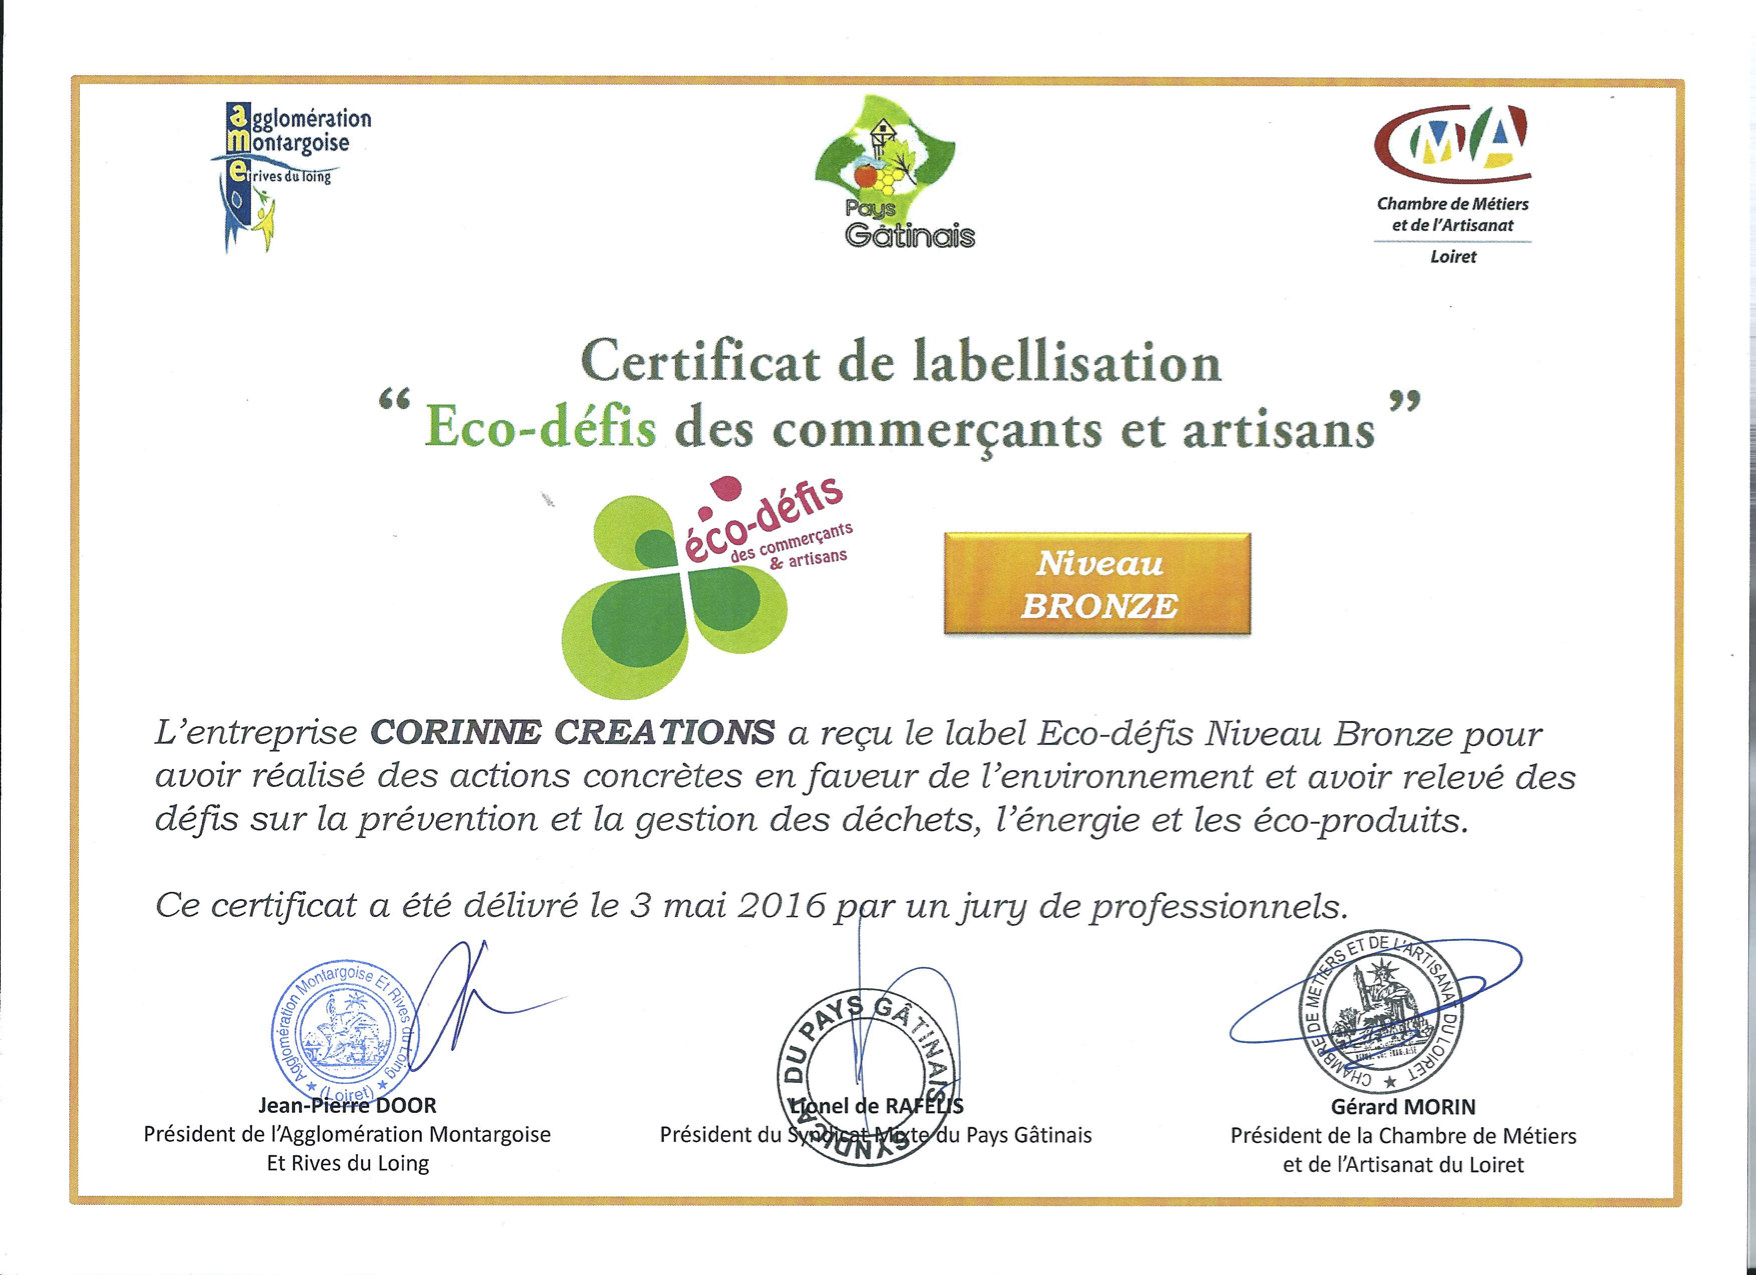 agglomération
montargoise
et rives du loing
Pays
Gâtinais
CMA
Chambre de Métiers
et de l'Artisanat
Loiret
Certificat de labellisation
“ Eco-défis des commerçants et artisans ”
éco-défis
des commerçants
& artisans
Niveau
BRONZE
L'entreprise CORINNE CREATIONS a reçu le label Eco-défis Niveau Bronze pour
avoir réalisé des actions concrètes en faveur de l'environnement et avoir relevé des
défis sur la prévention et la gestion des déchets, l'énergie et les éco-produits.
Ce certificat a été délivré le 3 mai 2016 par un jury de professionnels.
Agglomération Montargoise Et Rives du Loing
(Loiret)
Jean-Pierre DOOR
Président de l'Agglomération Montargoise
Et Rives du Loing
SYNDICAT DU PAYS GÂTINAIS
Lionel de RAFELIS
Président du Syndicat Mixte du Pays Gâtinais
CHAMBRE DE METIERS ET DE L'ARTISANAT DU LOIRET
Gérard MORIN
Président de la Chambre de Métiers
et de l'Artisanat du Loiret